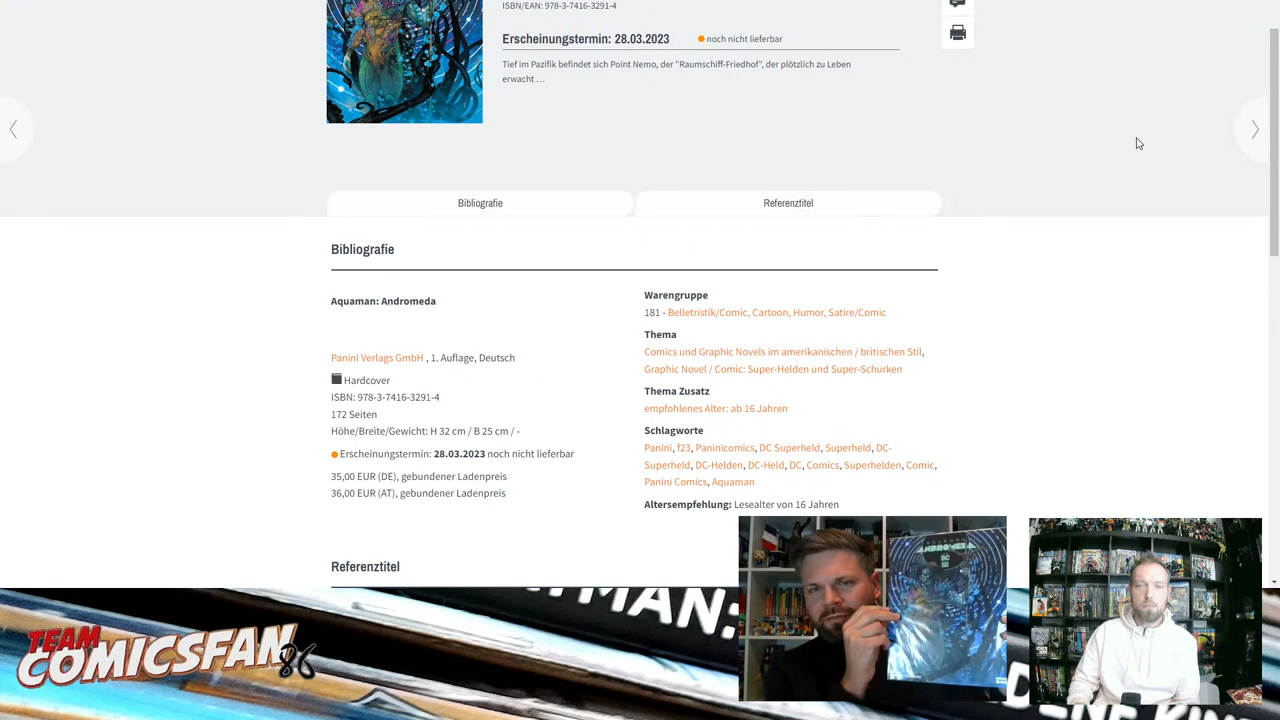 ISBN/EAN: 978-3-7416-3291-4
Erscheinungstermin: 28.03.2023
noch nicht lieferbar
Tief im Pazifik befindet sich Point Nemo, der "Raumschiff-Friedhof", der plötzlich zu Leben
erwacht …
Bibliografie
Referenztitel
Bibliografie
Aquaman: Andromeda
Panini Verlags GmbH , 1. Auflage, Deutsch
Hardcover
ISBN: 978-3-7416-3291-4
172 Seiten
Höhe/Breite/Gewicht: H 32 cm / B 25 cm / -
Erscheinungstermin: 28.03.2023 noch nicht lieferbar
35,00 EUR (DE), gebundener Ladenpreis
36,00 EUR (AT), gebundener Ladenpreis
Warengruppe
181 - Belletristik/Comic, Cartoon, Humor, Satire/Comic
Thema
Comics und Graphic Novels im amerikanischen / britischen Stil,
Graphic Novel / Comic: Super-Helden und Super-Schurken
Thema Zusatz
empfohlenes Alter: ab 16 Jahren
Schlagworte
Panini, f23, Paninicomics, DC Superheld, Superheld, DC-
Superheld, DC-Helden, DC-Held, DC, Comics, Superhelden, Comic,
Panini Comics, Aquaman
Altersempfehlung: Lesealter von 16 Jahren
Referenztitel
ANDROMEDA
TEAM
COMICSFAN
86